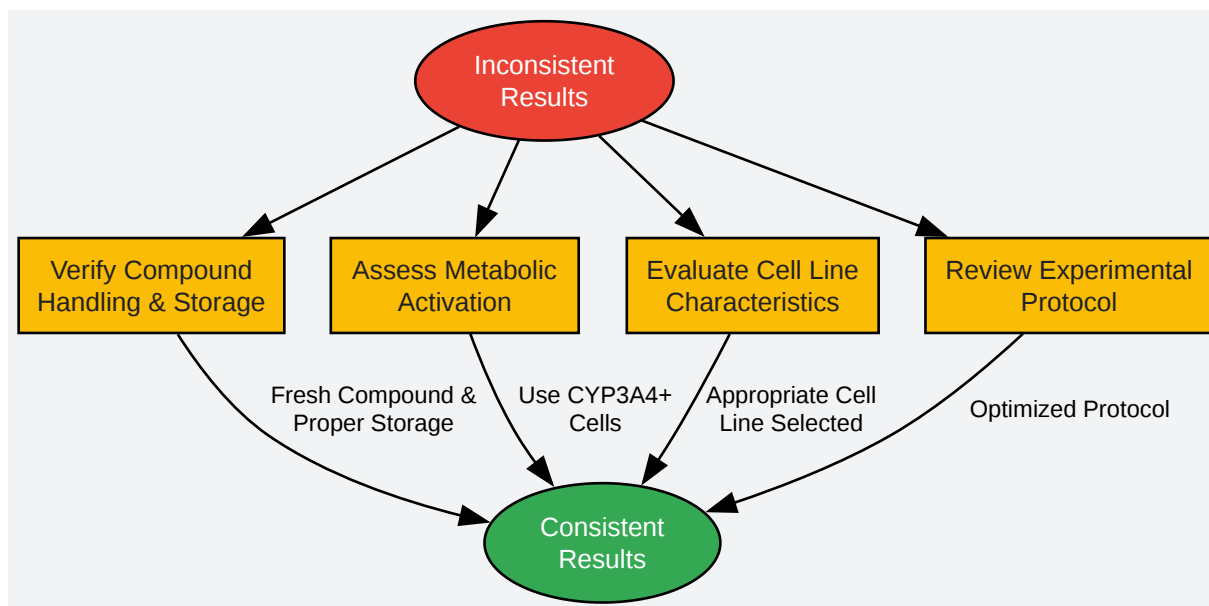 Inconsistent
Results
Verify Compound
Handling & Storage
Assess Metabolic
Activation
Evaluate Cell Line
Characteristics
Review Experimental
Protocol
Fresh Compound &
Proper Storage
Use CYP3A4+
Cells
Appropriate Cell
Line Selected
Optimized Protocol
Consistent
Results